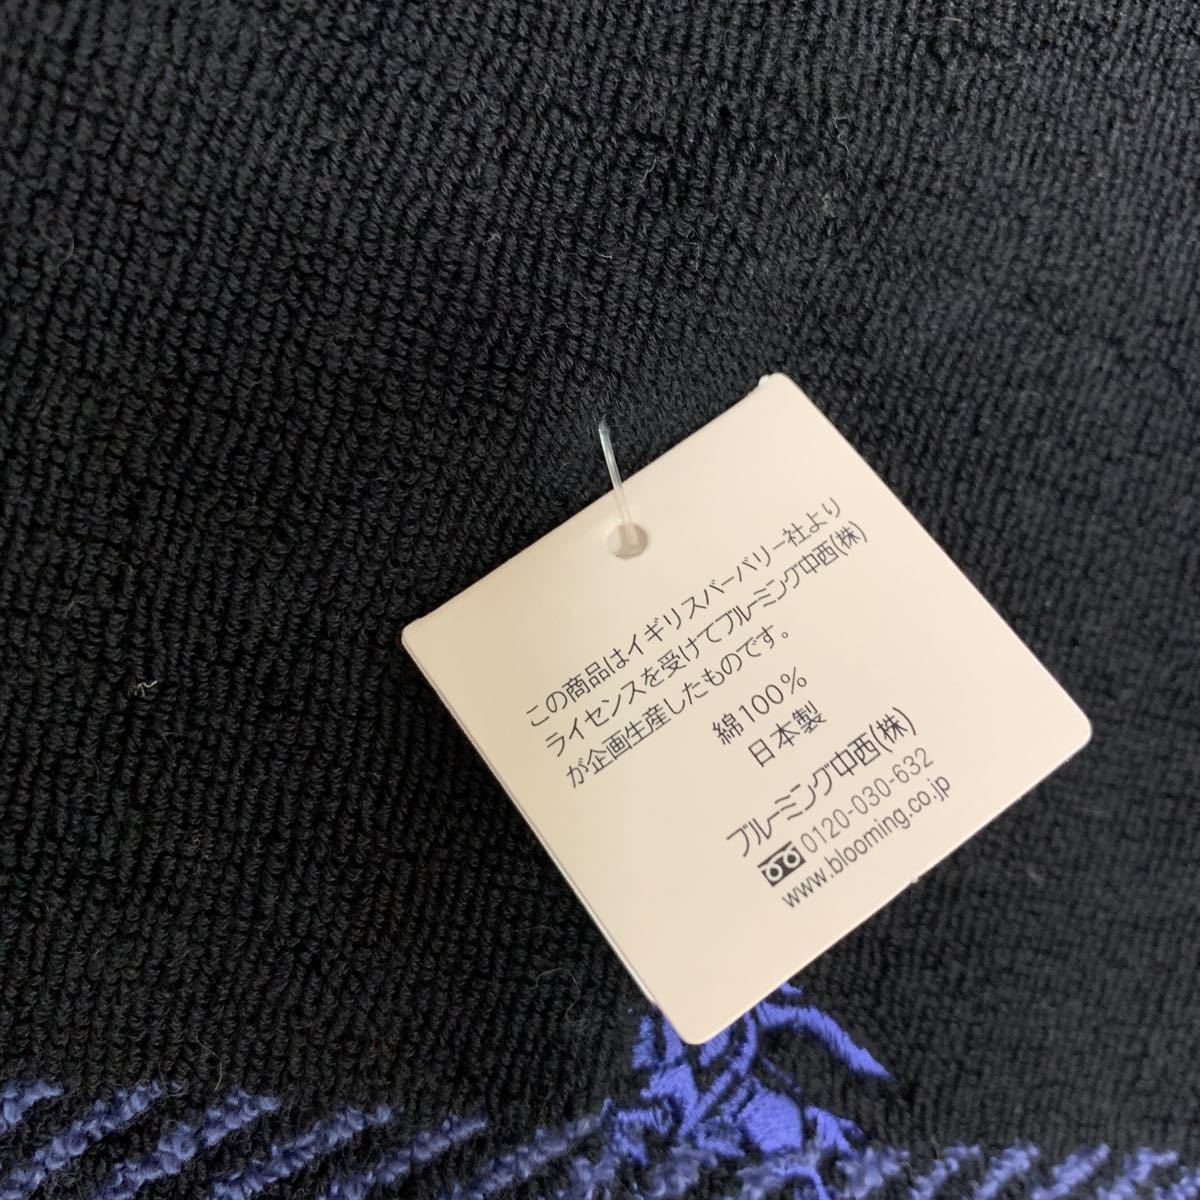 この商品はイギリスバーバリー社より
ライセンスを受けてブルーミング中西(株)
が企画生産したものです。
綿100%
日本製
ブルーミング中西(株)
0120-030-632
www.blooming.co.jp